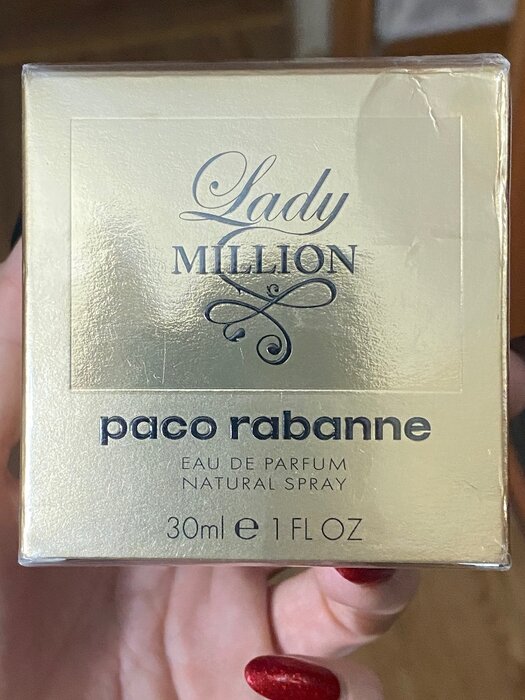 Lady
MILLION
paco rabanne
EAU DE PARFUM
NATURAL SPRAY
30ml e 1 FL OZ